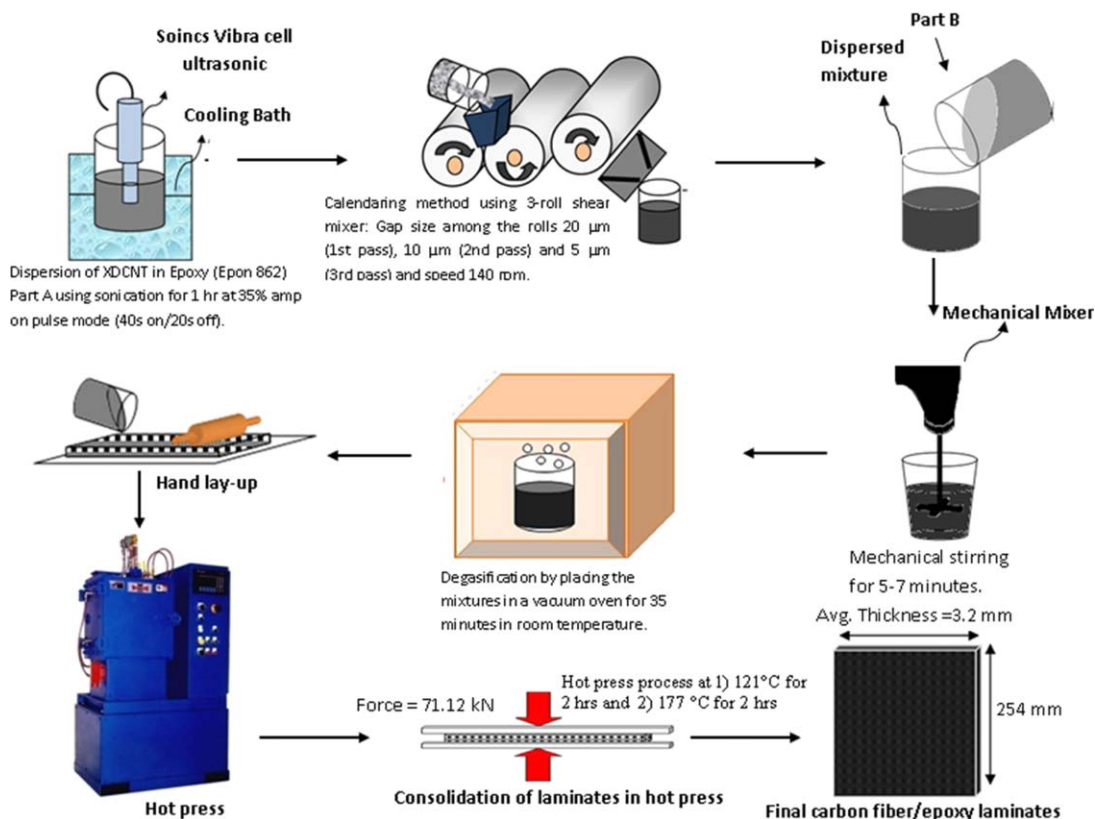 Soincs Vibra cell
ultrasonic
Cooling Bath
Dispersion of XDCNT in Epoxy (Epon 862)
Part A using sonication for 1 hr at 35% amp
on pulse mode (40s on/20s off).
Calendaring method using 3-roll shear
mixer: Gap size among the rolls 20 µm
(1st pass), 10 µm (2nd pass) and 5 µm
(3rd pass) and speed 140 rpm.
Part B
Dispersed
mixture
Mechanical Mixer
Mechanical stirring
for 5-7 minutes.
Degasification by placing the
mixtures in a vacuum oven for 35
minutes in room temperature.
Hand lay-up
Hot press
Force = 71.12 kN
Hot press process at 1) 121°C for
2 hrs and 2) 177 °C for 2 hrs
Consolidation of laminates in hot press
Avg. Thickness =3.2 mm
254 mm
Final carbon fiber/epoxy laminates